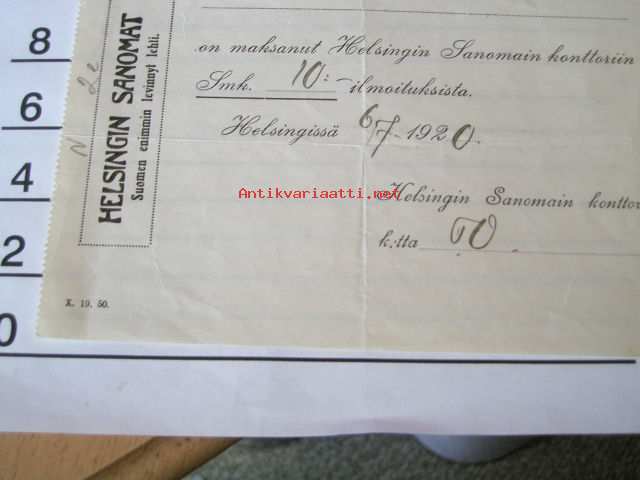 8
6
4
2
0
HELSINGIN SANOMAT
Suomen enimmin levinnyt lehti.
on maksanut Helsingin Sanomain konttoriin
Smk. 10:- ilmoituksista.
Helsingissä 6/7-1920.
Antikvariaatti.net
Helsingin Sanomain konttor
k:tta
K. 19. 50.